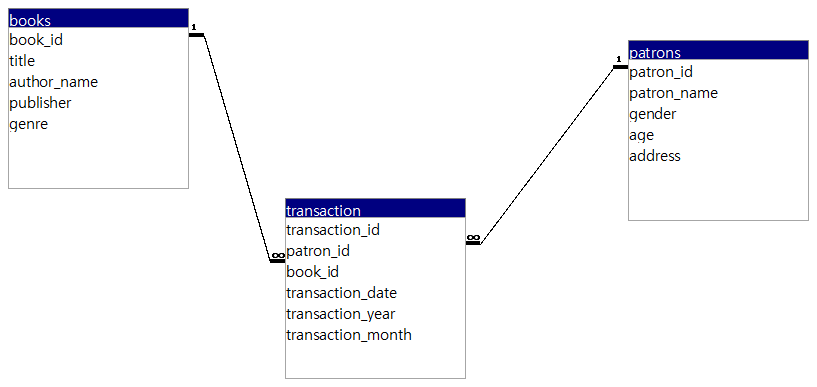 books
book_id
title
author_name
publisher
genre
1
patrons
patron_id
patron_name
gender
age
address
1
transaction
transaction_id
patron_id
book_id
transaction_date
transaction_year
transaction_month
∞
∞